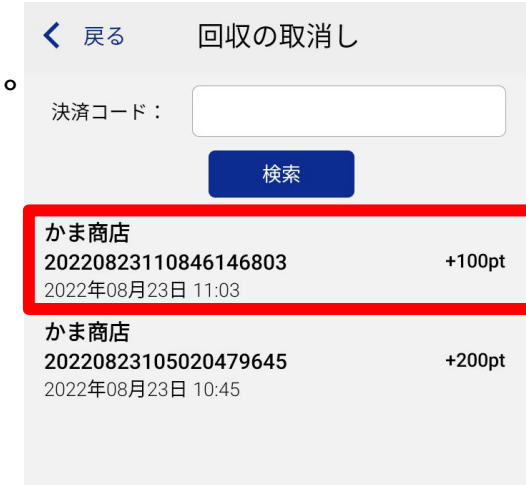 戻る 回収の取消し
。
決済コード：
検索
かま商店
20220823110846146803 +100pt
2022年08月23日 11:03
かま商店
20220823105020479645 +200pt
2022年08月23日 10:45